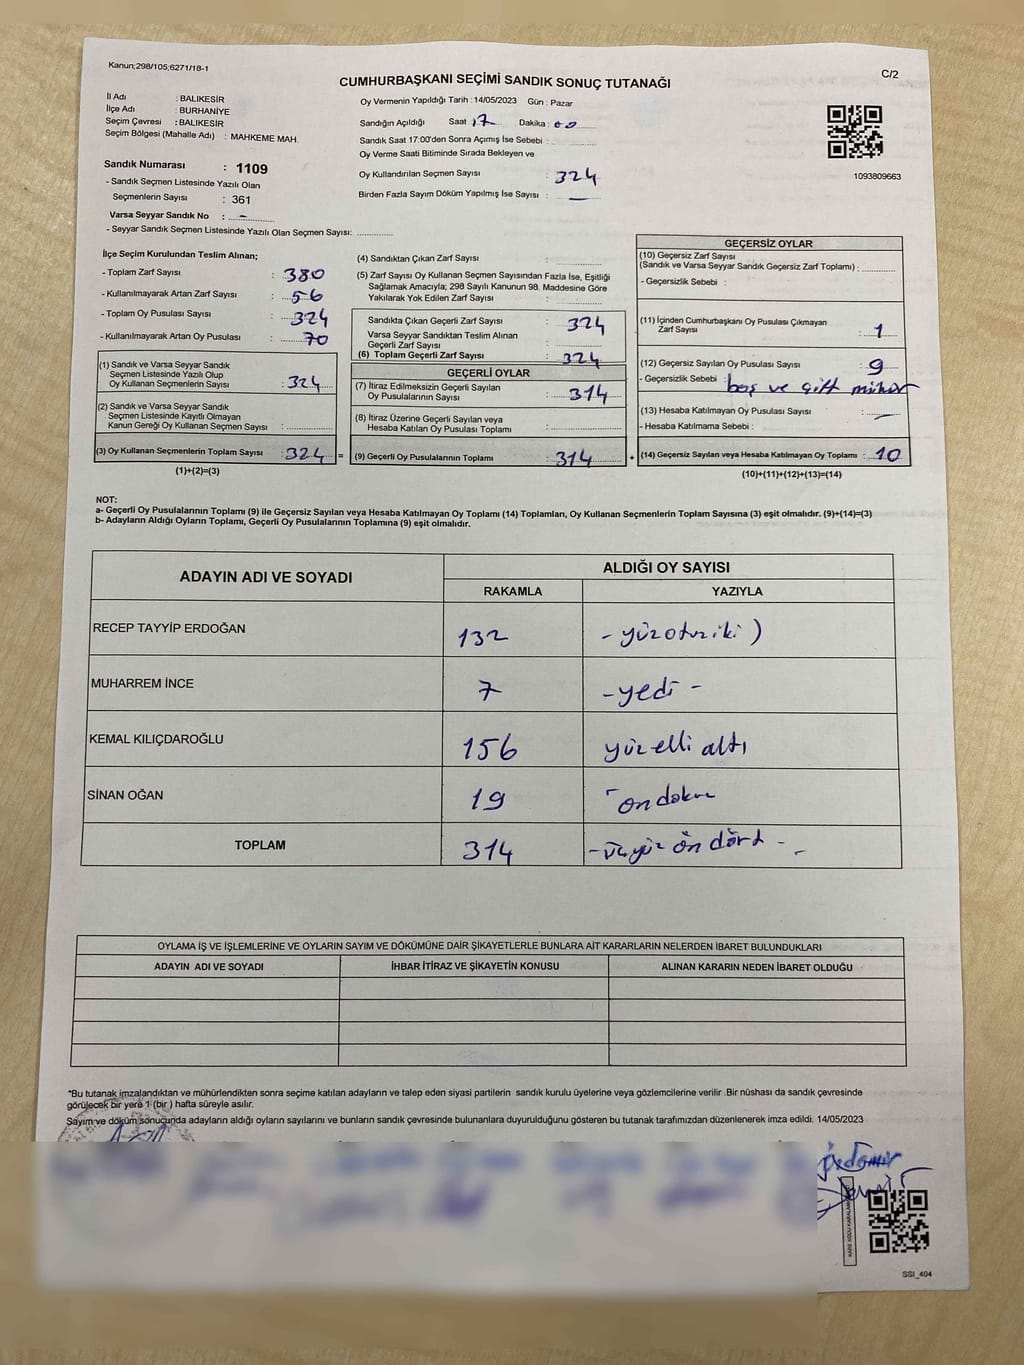 Kanun;298/105;6271/18-1
C/2
CUMHURBAŞKANI SEÇİMİ SANDIK SONUÇ TUTANAĞI
İl Adı : BALIKESİR
İlçe Adı : BURHANİYE
Seçim Çevresi : BALIKESİR
Seçim Bölgesi (Mahalle Adı) : MAHKEME MAH.
Sandık Numarası : 1109
- Sandık Seçmen Listesinde Yazılı Olan
Seçmenlerin Sayısı : 361
Varsa Seyyar Sandık No : -
- Seyyar Sandık Seçmen Listesinde Yazılı Olan Seçmen Sayısı: ............
Oy Vermenin Yapıldığı Tarih : 14/05/2023 Gün : Pazar
Sandığın Açıldığı Saat 17 Dakika : 00
Sandık Saat 17:00'den Sonra Açımış İse Sebebi :
Oy Verme Saati Bitiminde Sırada Bekleyen ve
Oy Kullandırılan Seçmen Sayısı : 324
Birden Fazla Sayım Döküm Yapılmış İse Sayısı : —
1093809663
İlçe Seçim Kurulundan Teslim Alınan;
- Toplam Zarf Sayısı : 380
- Kullanılmayarak Artan Zarf Sayısı : 56
- Toplam Oy Pusulası Sayısı : 324
- Kullanılmayarak Artan Oy Pusulası : 70
(1) Sandık ve Varsa Seyyar Sandık
Seçmen Listesinde Yazılı Olup
Oy Kullanan Seçmenlerin Sayısı : 324
(2) Sandık ve Varsa Seyyar Sandık
Seçmen Listesinde Kayıtlı Olmayan
Kanun Gereği Oy Kullanan Seçmen Sayısı :
(3) Oy Kullanan Seçmenlerin Toplam Sayısı : 324 =
(1)+(2)=(3)
(4) Sandıktan Çıkan Zarf Sayısı :
(5) Zarf Sayısı Oy Kullanan Seçmen Sayısından Fazla İse, Eşitliği
Sağlamak Amacıyla; 298 Sayılı Kanunun 98. Maddesine Göre
Yakılarak Yok Edilen Zarf Sayısı :
Sandıkta Çıkan Geçerli Zarf Sayısı : 324
Varsa Seyyar Sandıktan Teslim Alınan
Geçerli Zarf Sayısı :
(6) Toplam Geçerli Zarf Sayısı : 324
GEÇERLİ OYLAR
(7) İtiraz Edilmeksizin Geçerli Sayılan
Oy Pusulasının Sayısı : 314
(8) İtiraz Üzerine Geçerli Sayılan veya
Hesaba Katılan Oy Pusulası Toplamı :
(9) Geçerli Oy Pusulalarının Toplamı : 314 +
GEÇERSİZ OYLAR
(10) Geçersiz Zarf Sayısı
(Sandık ve Varsa Seyyar Sandık Geçersiz Zarf Toplamı) :
- Geçersizlik Sebebi :
(11) İçinden Cumhurbaşkanı Oy Pusulası Çıkmayan
Zarf Sayısı : 1
(12) Geçersiz Sayılan Oy Pusulası Sayısı : 9
- Geçersizlik Sebebi : boş ve çift mühür
(13) Hesaba Katılmayan Oy Pusulası Sayısı : —
- Hesaba Katılmama Sebebi :
(14) Geçersiz Sayılan veya Hesaba Katılmayan Oy Toplamı : 10
(10)+(11)+(12)+(13)=(14)
NOT:
a- Geçerli Oy Pusulalarının Toplamı (9) ile Geçersiz Sayılan veya Hesaba Katılmayan Oy Toplamı (14) Toplamları, Oy Kullanan Seçmenlerin Toplam Sayısına (3) eşit olmalıdır. (9)+(14)=(3)
b- Adayların Aldığı Oyların Toplamı, Geçerli Oy Pusulalarının Toplamına (9) eşit olmalıdır.
ADAYIN ADI VE SOYADI
ALDIĞI OY SAYISI
RAKAMLA YAZIYLA
RECEP TAYYİP ERDOĞAN 132 - yüzotuziki )
MUHARREM İNCE 7 - yedi -
KEMAL KILIÇDAROĞLU 156 yüz elli altı
SİNAN OĞAN 19 ondokuz
TOPLAM 314 - üçyüz on dört -
OYLAMA İŞ VE İŞLEMLERİNE VE OYLARIN SAYIM VE DÖKÜMÜNE DAİR ŞİKAYETLERLE BUNLARA AİT KARARLARIN NELERDEN İBARET BULUNDUKLARI
ADAYIN ADI VE SOYADI İHBAR İTİRAZ VE ŞİKAYETİN KONUSU ALINAN KARARIN NEDEN İBARET OLDUĞU
*Bu tutanak imzalandıktan ve mühürlendikten sonra seçime katılan adayların ve talep eden siyasi partilerin sandık kurulu üyelerine veya gözlemcilerine verilir .Bir nüshası da sandık çevresinde
görülecek bir yere 1 (bir ) hafta süreyle asılır.
Sayım ve döküm sonucunda adayların aldığı oyların sayılarını ve bunların sandık çevresinde bulunanlara duyurulduğunu gösteren bu tutanak tarafımızdan düzenlenerek imza edildi. 14/05/2023
SSI_404